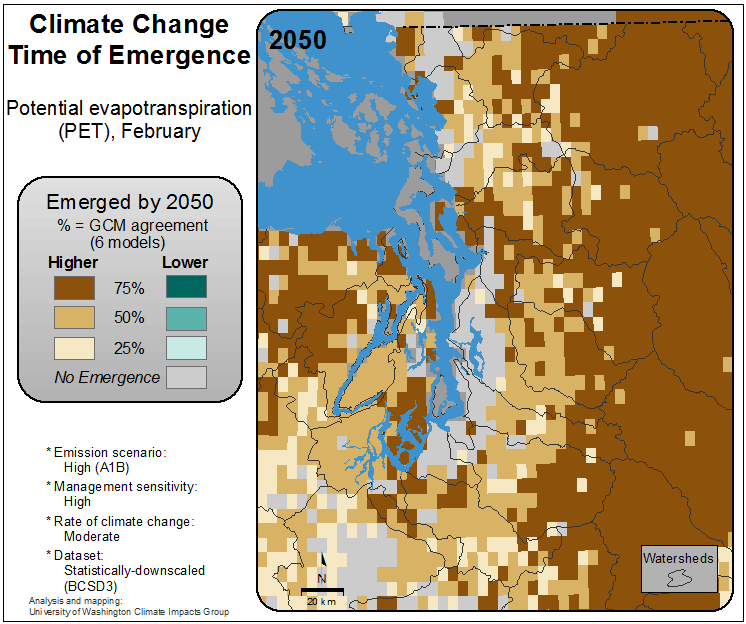 Climate Change
Time of Emergence
Potential evapotranspiration
(PET), February
Emerged by 2050
% = GCM agreement
(6 models)
Higher Lower
75%
50%
25%
No Emergence
* Emission scenario:
High (A1B)
* Management sensitivity:
High
* Rate of climate change:
Moderate
* Dataset:
Statistically-downscaled
(BCSD3)
Analysis and mapping:
University of Washington Climate Impacts Group
2050
N
20 km
Watersheds